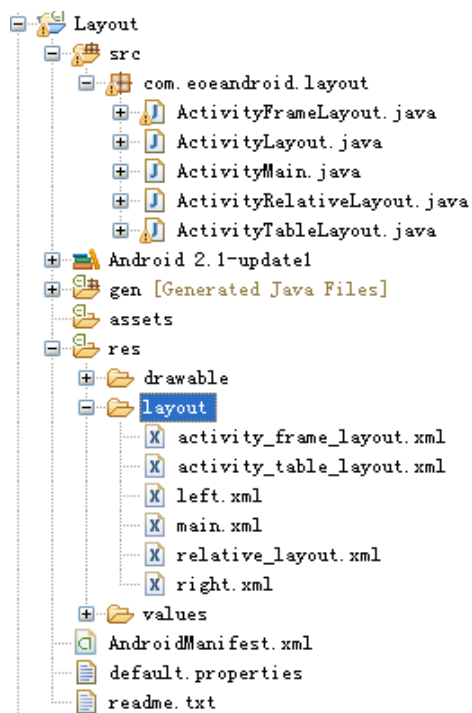 Layout
src
com.eoeandroid.layout
ActivityFrameLayout.java
ActivityLayout.java
ActivityMain.java
ActivityRelativeLayout.java
ActivityTableLayout.java
Android 2.1-update1
gen [Generated Java Files]
assets
res
drawable
layout
activity_frame_layout.xml
activity_table_layout.xml
left.xml
main.xml
relative_layout.xml
right.xml
values
AndroidManifest.xml
default.properties
readme.txt